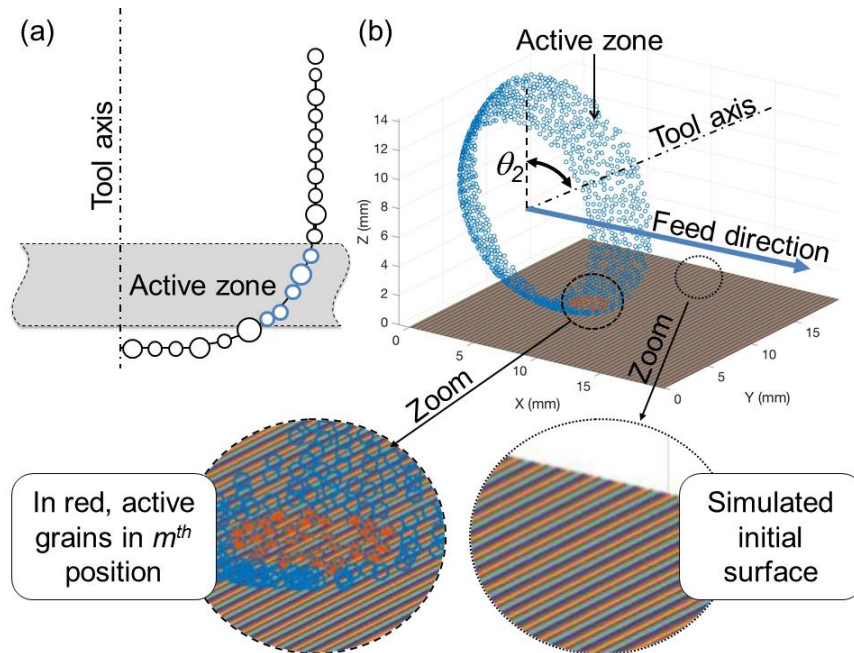 (a)
Tool axis
Active zone
(b)
Active zone
Tool axis
θ2
Feed direction
Z (mm)
14
12
10
8
6
4
2
0
0
5
10
15
X (mm)
0
5
10
15
Y (mm)
Zoom
Zoom
In red, active
grains in mth
position
Simulated
initial
surface